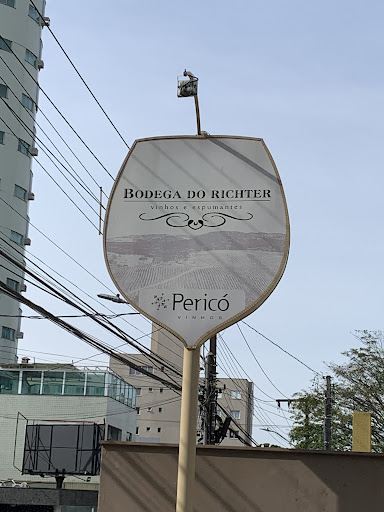 BODEGA DO RICHTER
vinhos e espumantes
Pericó
VINHOS